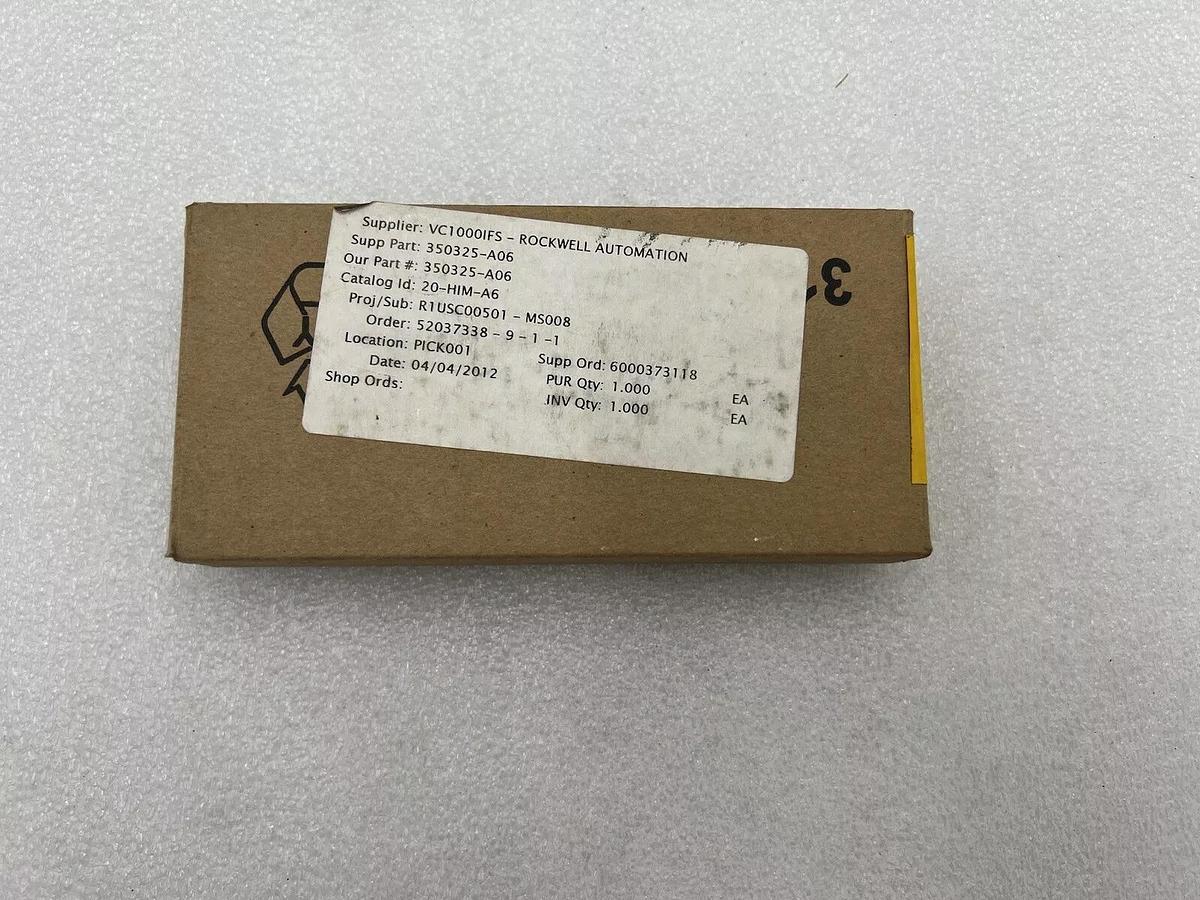 Supplier: VC1000IFS - ROCKWELL AUTOMATION
Supp Part: 350325-A06
Our Part #: 350325-A06
Catalog Id: 20-HIM-A6
Proj/Sub: R1USC00501 - MS008
Order: 52037338 - 9 - 1 -1
Location: PICK001 Supp Ord: 6000373118
Date: 04/04/2012 PUR Qty: 1.000 EA
Shop Ords: INV Qty: 1.000 EA